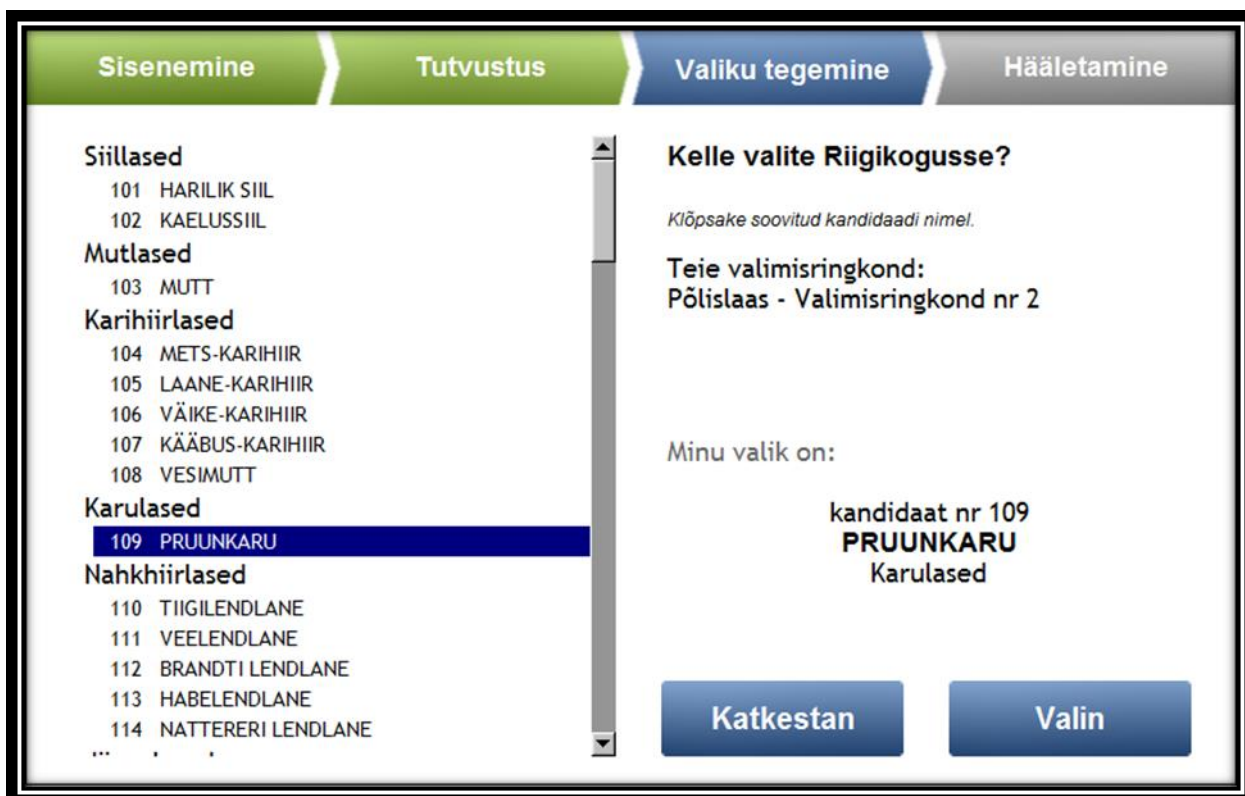 Sisenemine
Tutvustus
Valiku tegemine
Hääletamine
Siillased
101 HARILIK SIIL
102 KAELUSSIIL
Mutlased
103 MUTT
Karihiirlased
104 METS-KARIHIIR
105 LAANE-KARIHIIR
106 VÄIKE-KARIHIIR
107 KÄÄBUS-KARIHIIR
108 VESIMUTT
Karulased
109 PRUUNKARU
Nahkhiirlased
110 TIIGILENDLANE
111 VEELENDLANE
112 BRANDTI LENDLANE
113 HABELENDLANE
114 NATTERERI LENDLANE
Kelle valite Riigikogusse?
Klõpsake soovitud kandidaadi nimel.
Teie valimisringkond:
Põlislaas - Valimisringkond nr 2
Minu valik on:
kandidaat nr 109
PRUUNKARU
Karulased
Katkestan
Valin